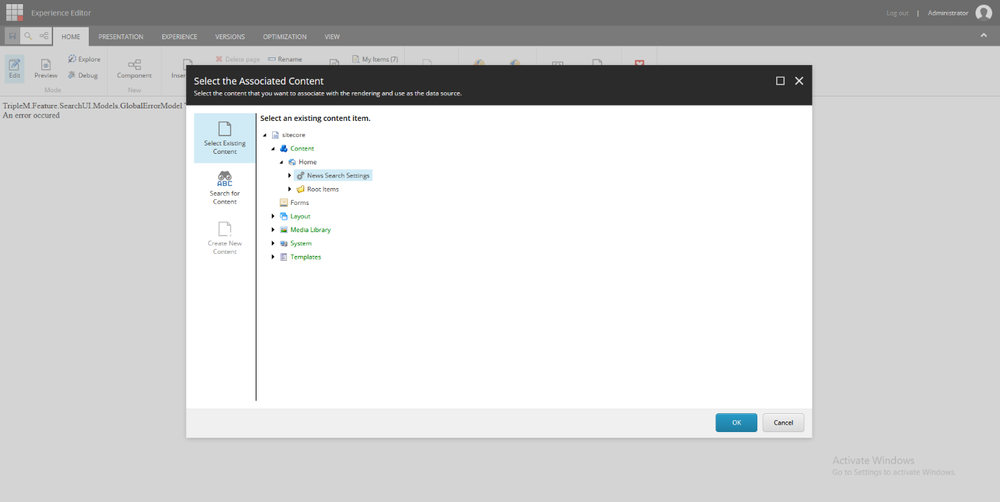 Experience Editor
Log out | Administrator
HOME PRESENTATION EXPERIENCE VERSIONS OPTIMIZATION VIEW
Edit Preview Explore Debug Component Delete page Rename My Items (7)
Mode New
TripleM.Feature.SearchUI.Models.GlobalErrorModel
An error occured
Select the Associated Content
Select the content that you want to associate with the rendering and use as the data source.
Select Existing
Content
ABC
Search for
Content
Create New
Content
Select an existing content item.
sitecore
Content
Home
News Search Settings
Root Items
Forms
Layout
Media Library
System
Templates
OK Cancel
Activate Windows
Go to Settings to activate Windows.